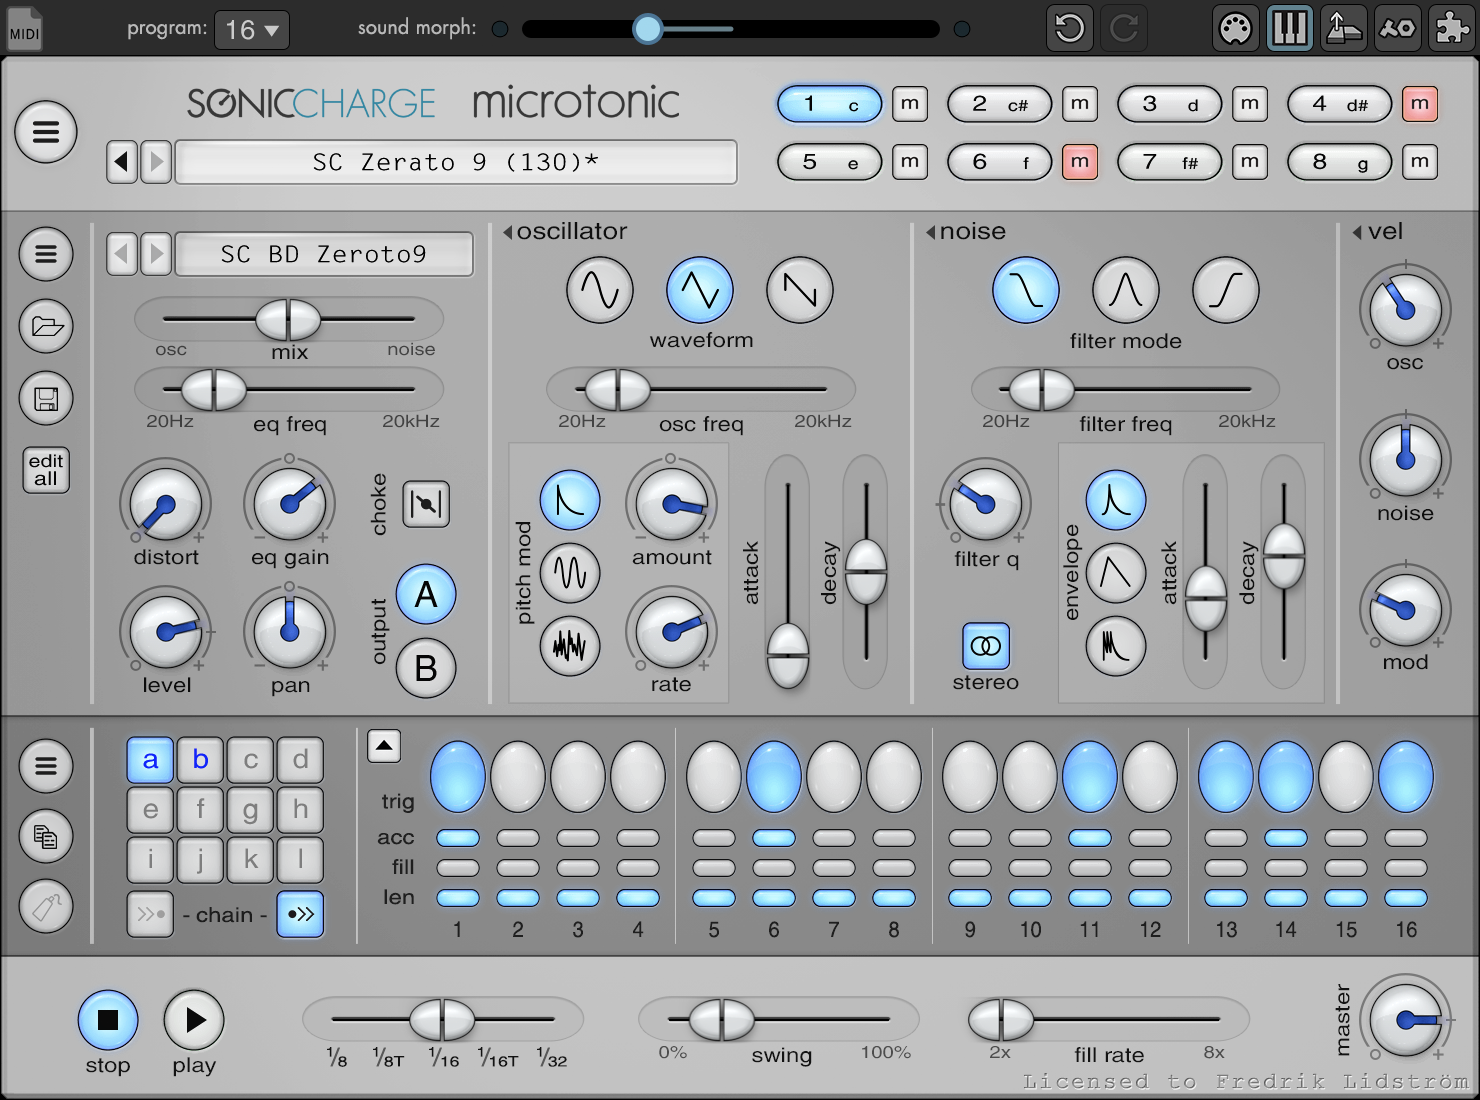 MIDI program: 16 sound morph:
SONICCHARGE microtonic
1 c m 2 c# m 3 d m 4 d# m
SC Zerato 9 (130)*
5 e m 6 f m 7 f# m 8 g m
oscillator noise vel
SC BD Zeroto9
osc mix noise
waveform
filter mode
osc
20Hz eq freq 20kHz
20Hz osc freq 20kHz
20Hz filter freq 20kHz
edit
all
choke
distort eq gain
pitch mod
amount
attack
decay
filter q
envelope
attack
decay
noise
output
A
B
level pan
rate
stereo
mod
a b c d
e f g h
i j k l
- chain -
trig
acc
fill
len
1 2 3 4 5 6 7 8 9 10 11 12 13 14 15 16
stop play
1/8 1/8T 1/16 1/16T 1/32
0% swing 100%
2x fill rate 8x
master
Licensed to Fredrik Lidström